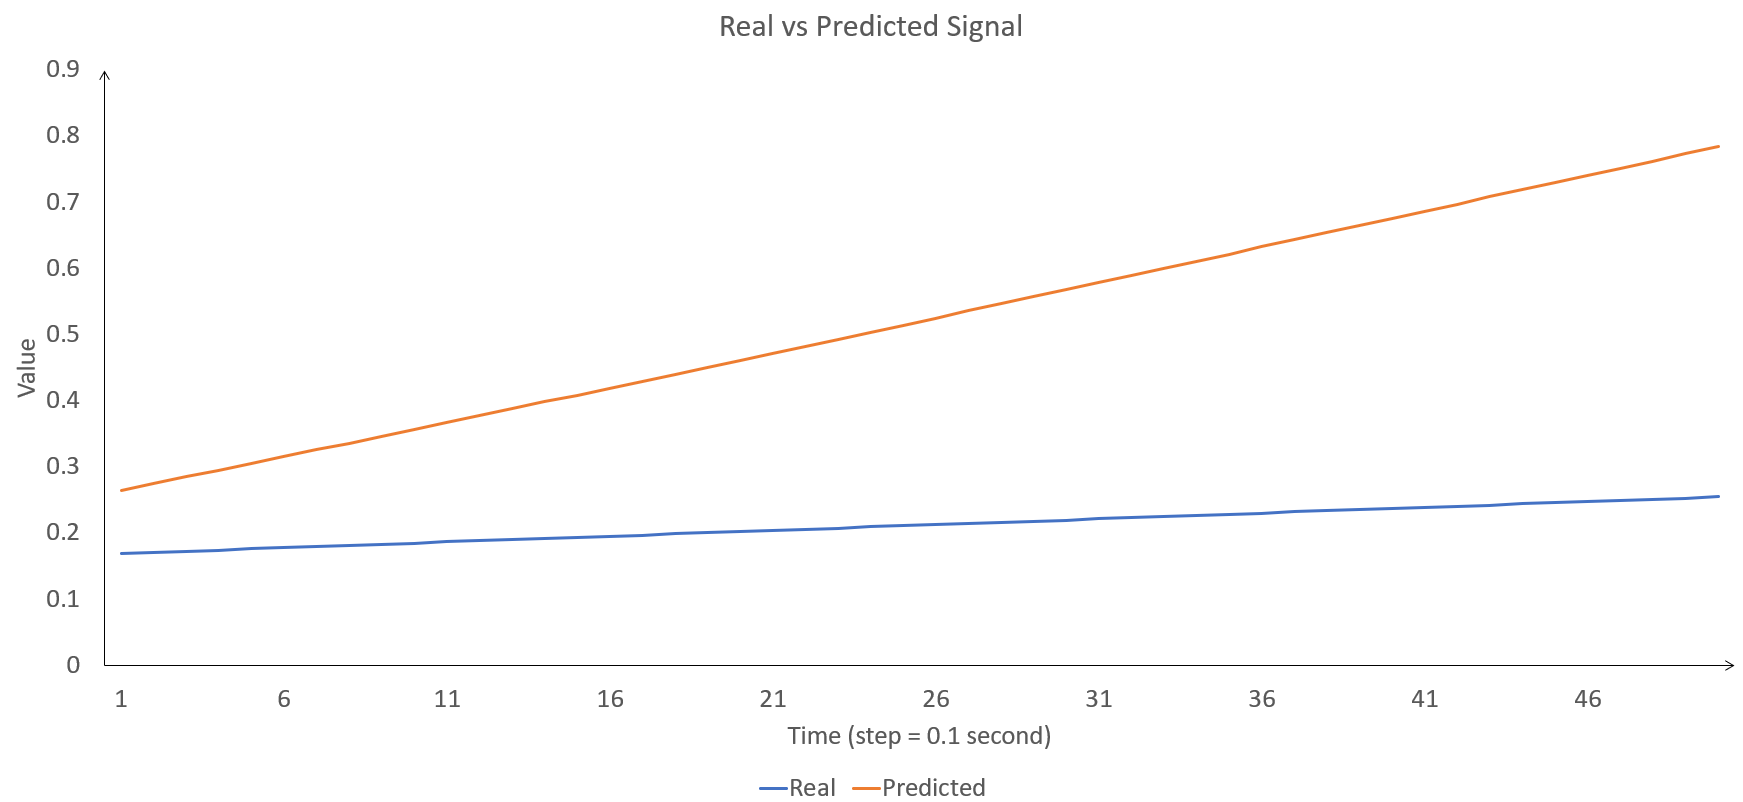 Real vs Predicted Signal
0.9
0.8
0.7
0.6
0.5
0.4
0.3
0.2
0.1
0
Value
1 6 11 16 21 26 31 36 41 46
Time (step = 0.1 second)
Real Predicted